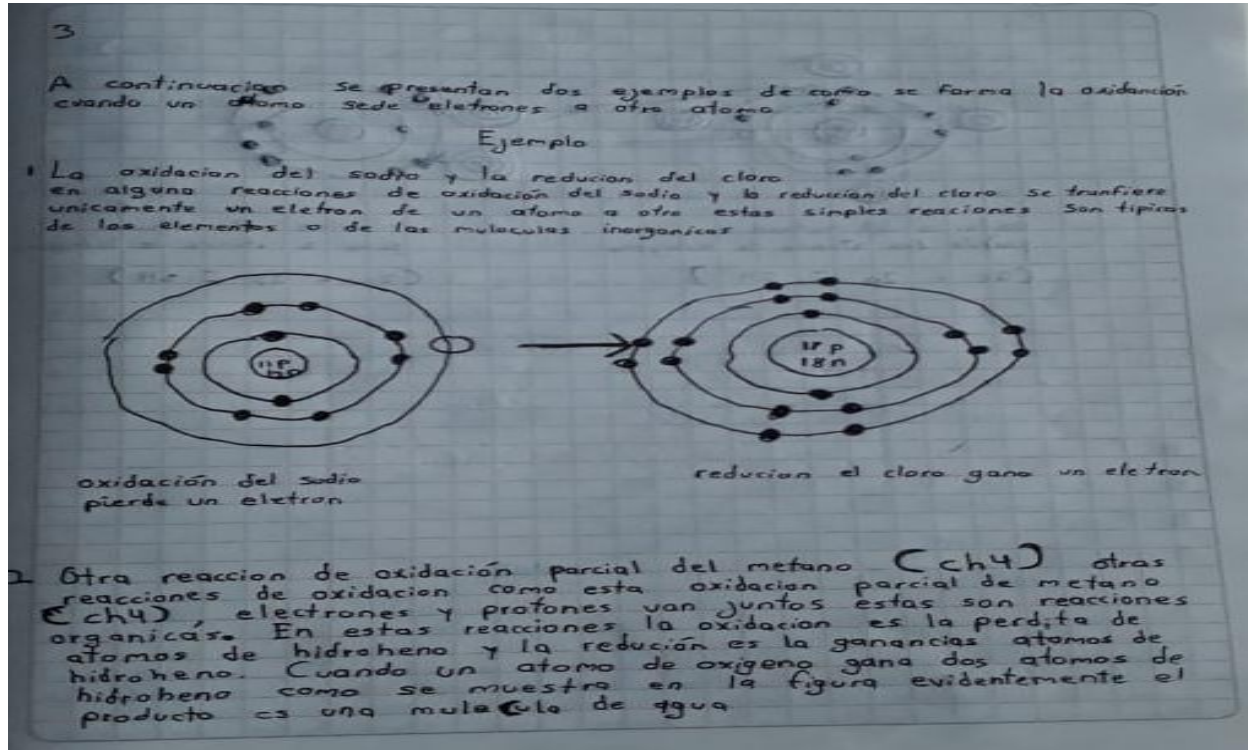 3
A continuacion se presentan dos ejemplos de como se forma la oxidanción
cuando un atomo sede eletrones a otro atomo
Ejemplo
1 La oxidacion del sodio y la reducion del cloro
en alguna reacciones de oxidación del sodio y la reduccion del cloro se tranfiere
unicamente un eletron de un atomo a otro estas simples reaciones son tipicas
de los elementos o de las muleculas inorganicas
11 P
17 P
18 n
oxidación del sodio
pierde un eletron
reducion el cloro gana un eletron
2 Otra reaccion de oxidación parcial del metano (ch4) otras
reacciones de oxidacion como esta oxidacion parcial de metano
(ch4), electrones y protones van juntos estas son reacciones
organicas. En estas reacciones la oxidacion es la perdita de
atomos de hidroheno y la redución es la ganancias atomos de
hidroheno. Cuando un atomo de oxigeno gana dos atomos de
hidroheno como se muestra en la figura evidentemente el
producto es una mulecula de agua